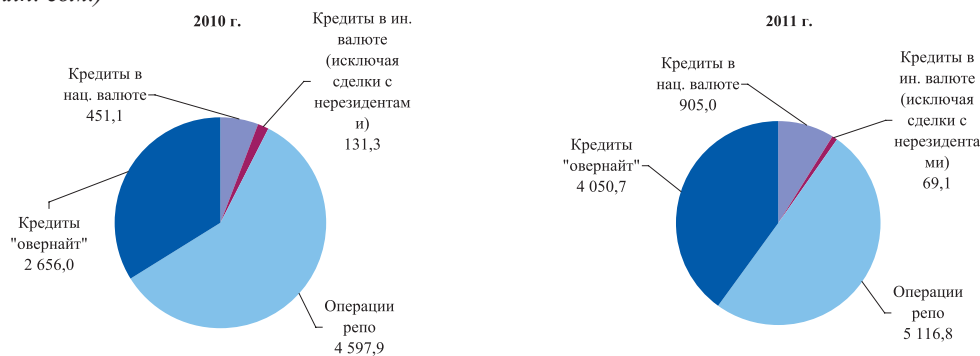 2010 г.
Кредиты в ин.
валюте
(исключая
сделки с
нерезидентам
и)
131,3
Кредиты в
нац. валюте
451,1
Кредиты
"овернайт"
2 656,0
Операции
репо
4 597,9
2011 г.
Кредиты в
ин. валюте
(исключая
сделки с
нерезидента
ми)
69,1
Кредиты в
нац. валюте
905,0
Кредиты
"овернайт"
4 050,7
Операции
репо
5 116,8